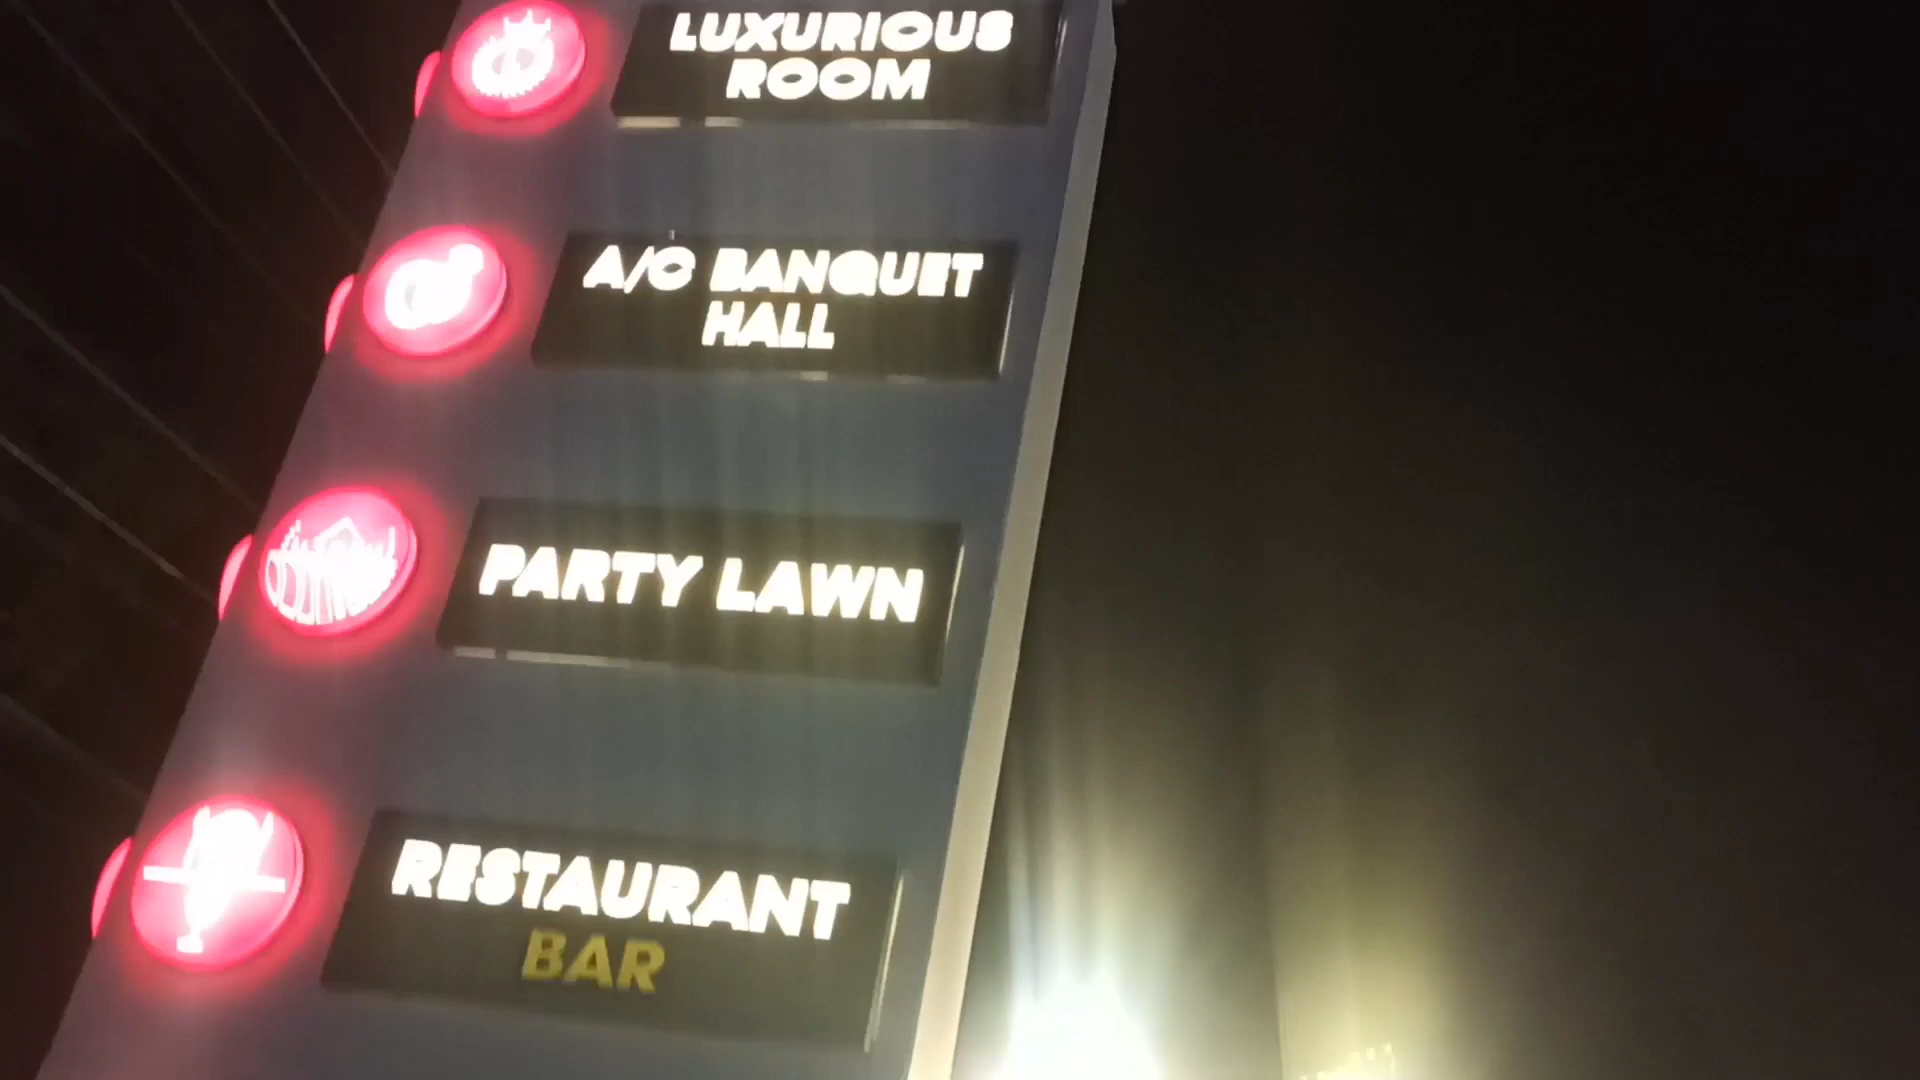 LUXURIOUS
ROOM
A/C BANQUET
HALL
PARTY LAWN
RESTAURANT
BAR